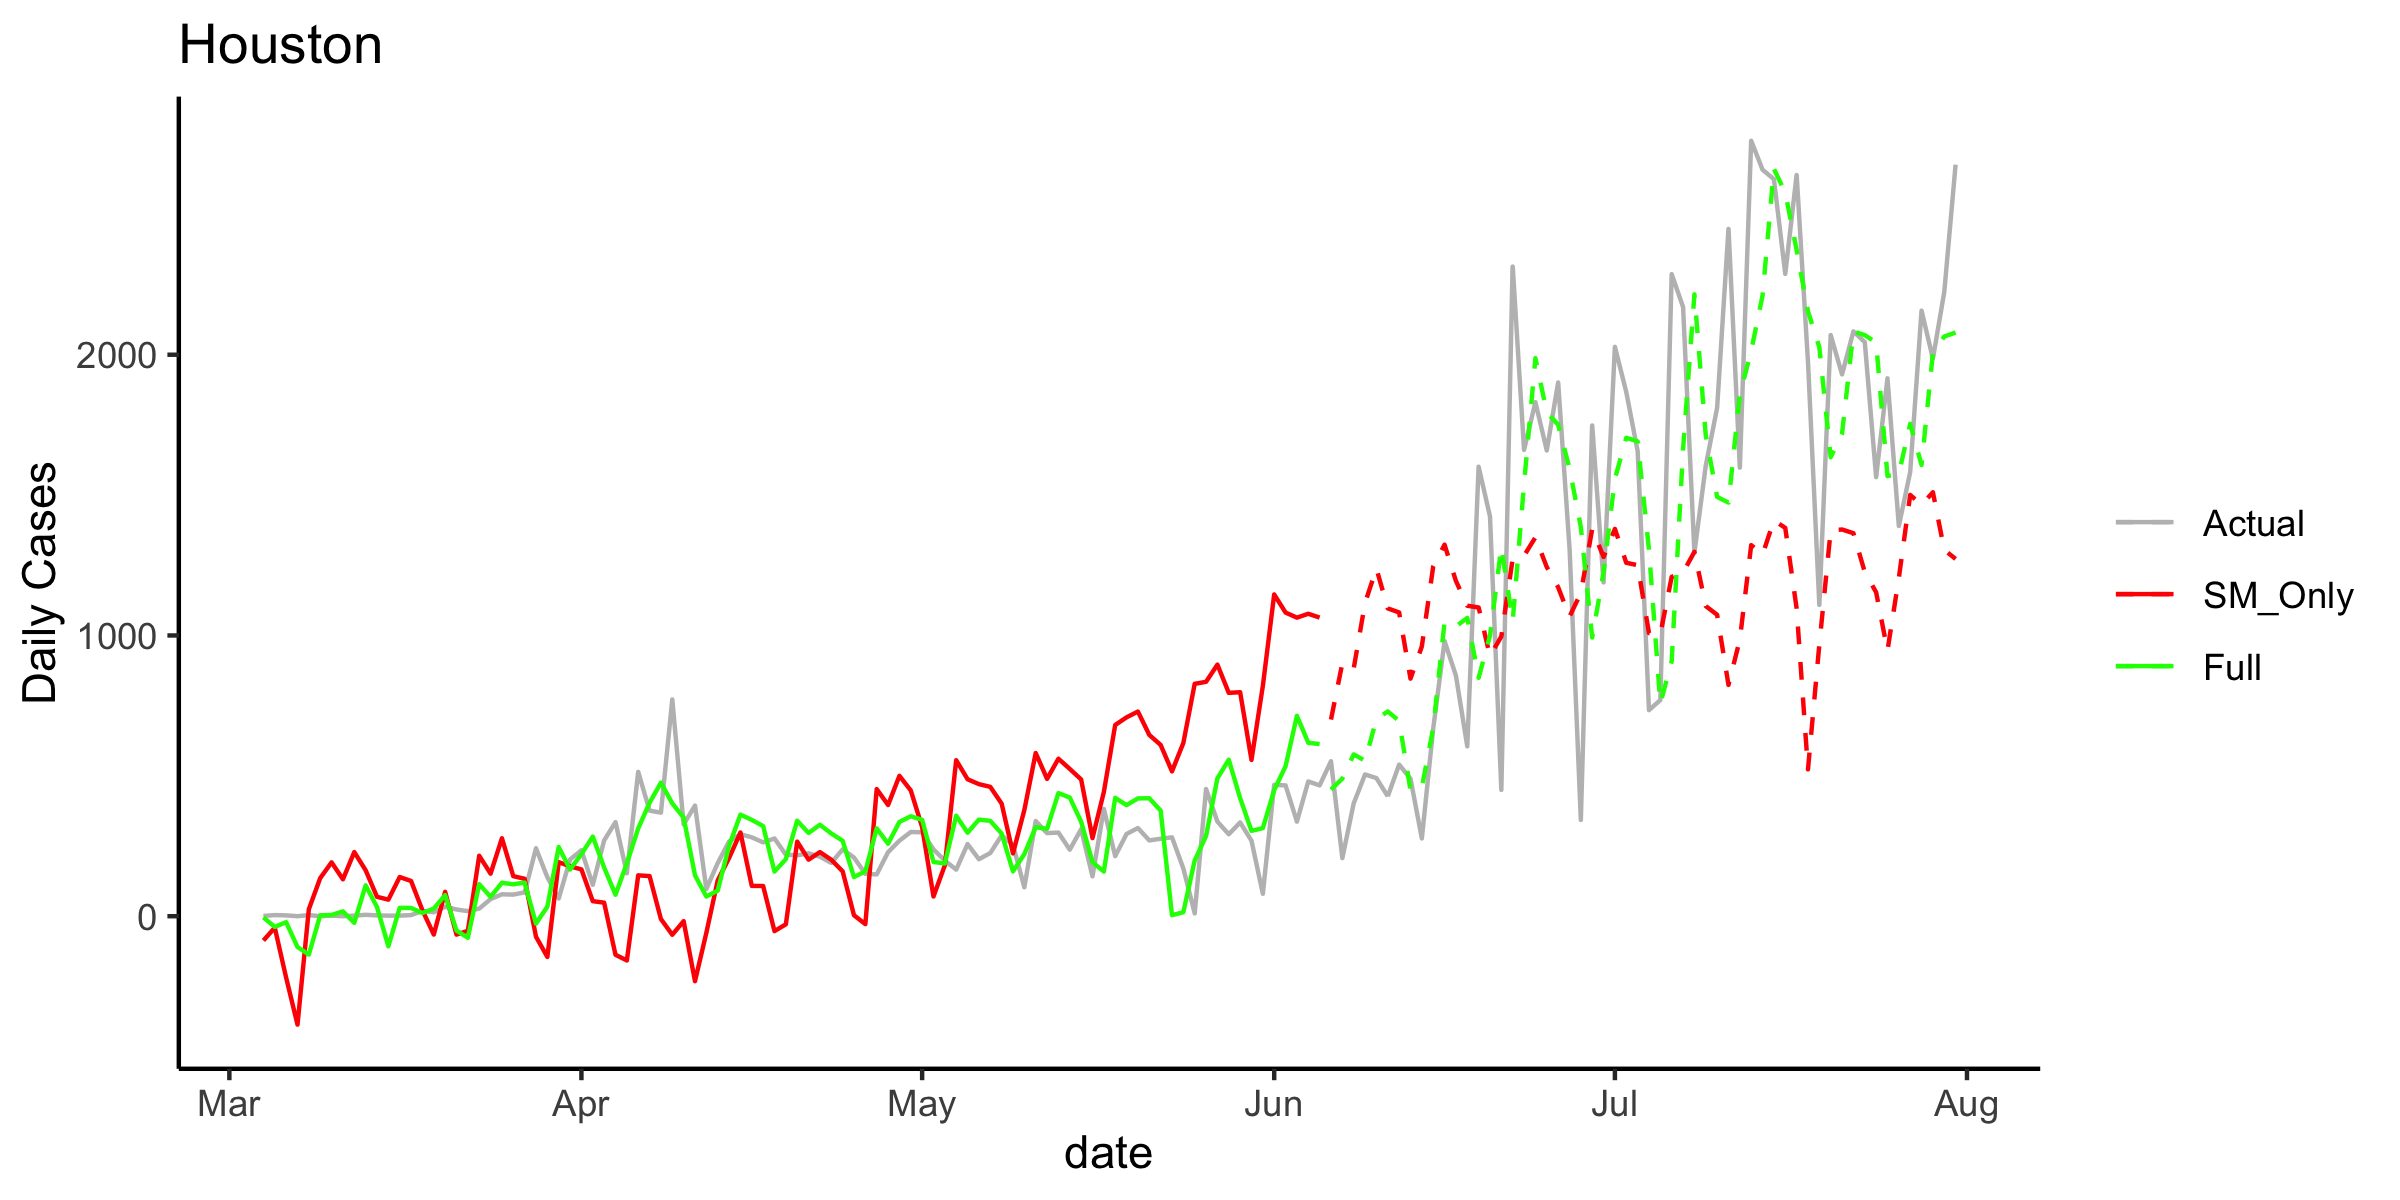 Houston
Daily Cases
2000
1000
0
Mar
Apr
May
Jun
Jul
Aug
date
Actual
SM_Only
Full